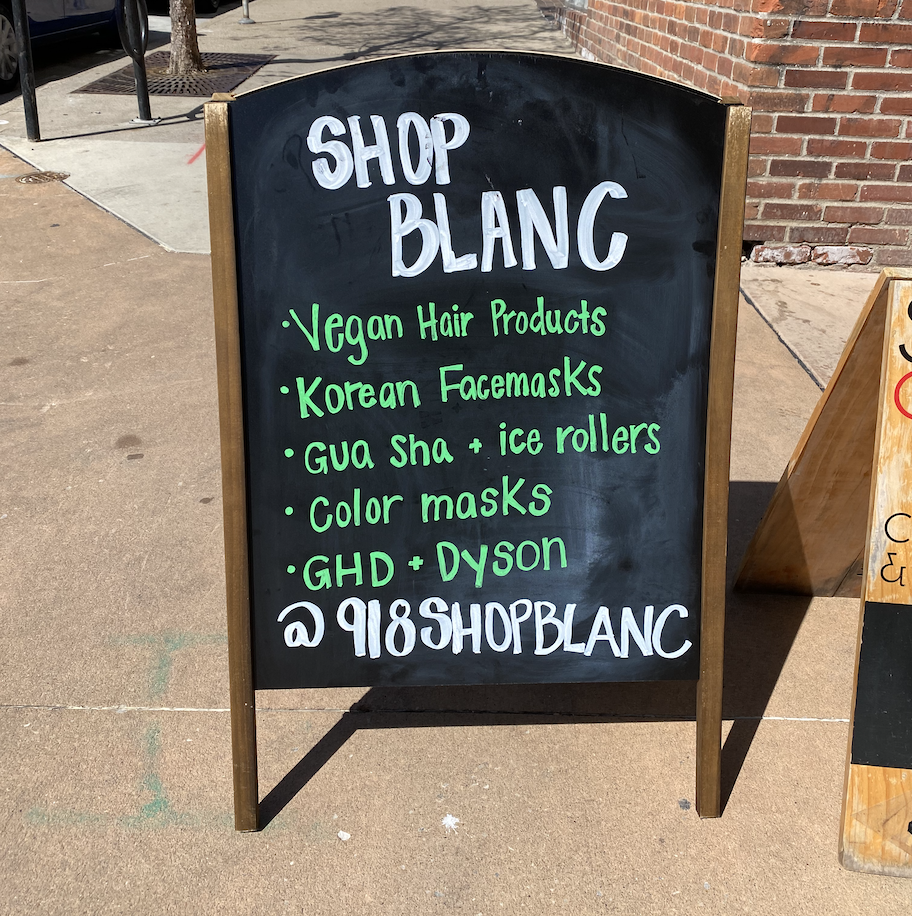 SHOP
BLANC
· Vegan Hair Products
· Korean Facemasks
· Gua sha + ice rollers
· Color masks
· GHD + Dyson
@918SHOPBLANC
&